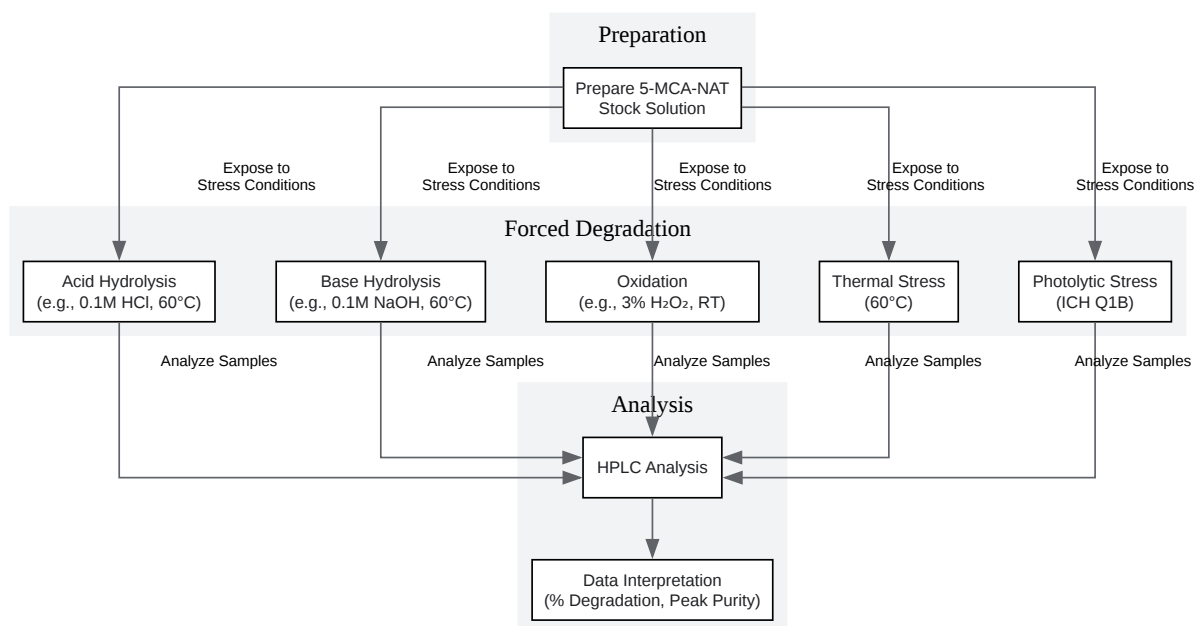 Preparation
Prepare 5-MCA-NAT
Stock Solution
Expose to
Stress Conditions
Expose to
Stress Conditions
Expose to
Stress Conditions
Expose to
Stress Conditions
Expose to
Stress Conditions
Forced Degradation
Acid Hydrolysis
(e.g., 0.1M HCl, 60°C)
Base Hydrolysis
(e.g., 0.1M NaOH, 60°C)
Oxidation
(e.g., 3% H₂O₂, RT)
Thermal Stress
(60°C)
Photolytic Stress
(ICH Q1B)
Analyze Samples
Analyze Samples
Analyze Samples
Analyze Samples
Analyze Samples
Analysis
HPLC Analysis
Data Interpretation
(% Degradation, Peak Purity)